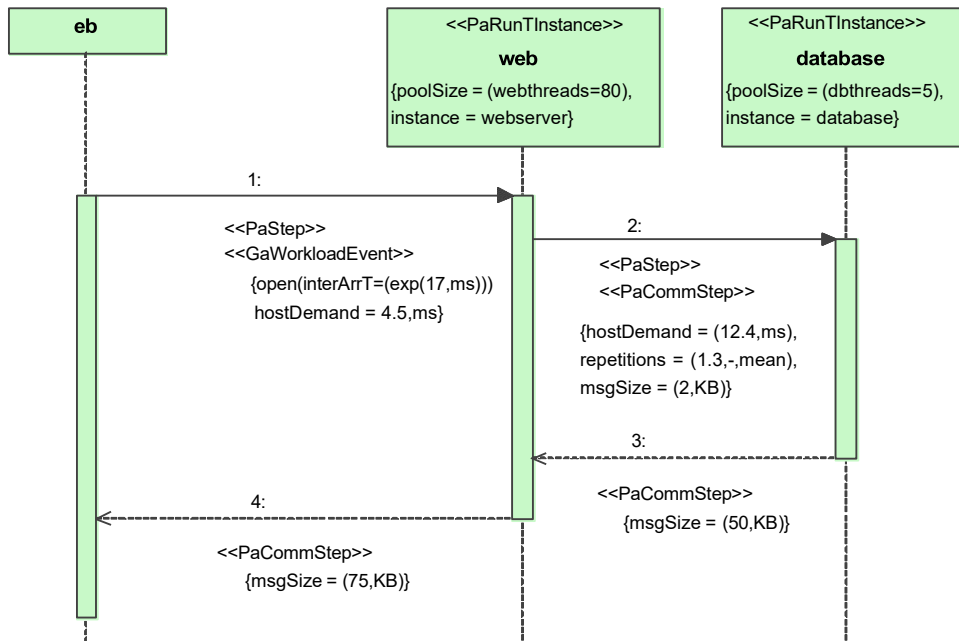 eb
<<PaRunTInstance>>
web
{poolSize = (webthreads=80),
instance = webserver}
<<PaRunTInstance>>
database
{poolSize = (dbthreads=5),
instance = database}
1:
<<PaStep>>
<<GaWorkloadEvent>>
{open(interArrT=(exp(17,ms)))
hostDemand = 4.5,ms}
2:
<<PaStep>>
<<PaCommStep>>
{hostDemand = (12.4,ms),
repetitions = (1.3,-,mean),
msgSize = (2,KB)}
3:
<<PaCommStep>>
{msgSize = (50,KB)}
4:
<<PaCommStep>>
{msgSize = (75,KB)}